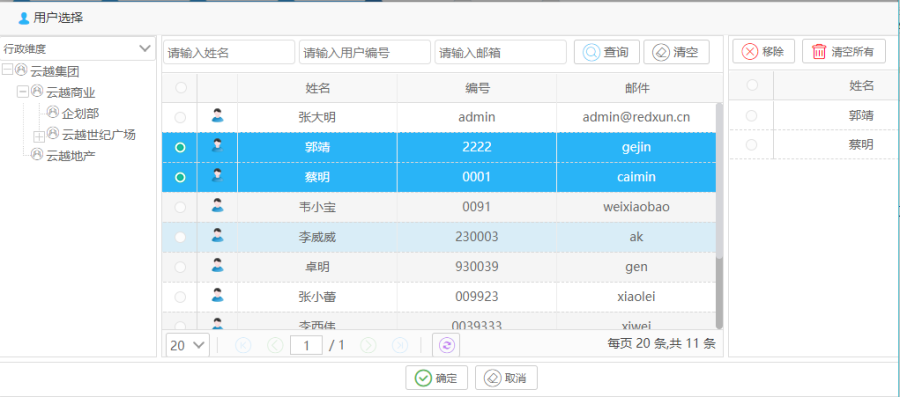 用户选择
行政维度
云越集团
云越商业
企划部
云越世纪广场
云越地产
请输入姓名 请输入用户编号 请输入邮箱 查询 清空
姓名 编号 邮件
张大明 admin admin@redxun.cn
郭靖 2222 gejin
蔡明 0001 caimin
韦小宝 0091 weixiaobao
李威威 230003 ak
卓明 930039 gen
张小蕾 009923 xiaolei
李西伟 0039333 xiwei
20 1 / 1 每页 20 条,共 11 条
移除 清空所有
姓名
郭靖
蔡明
确定 取消